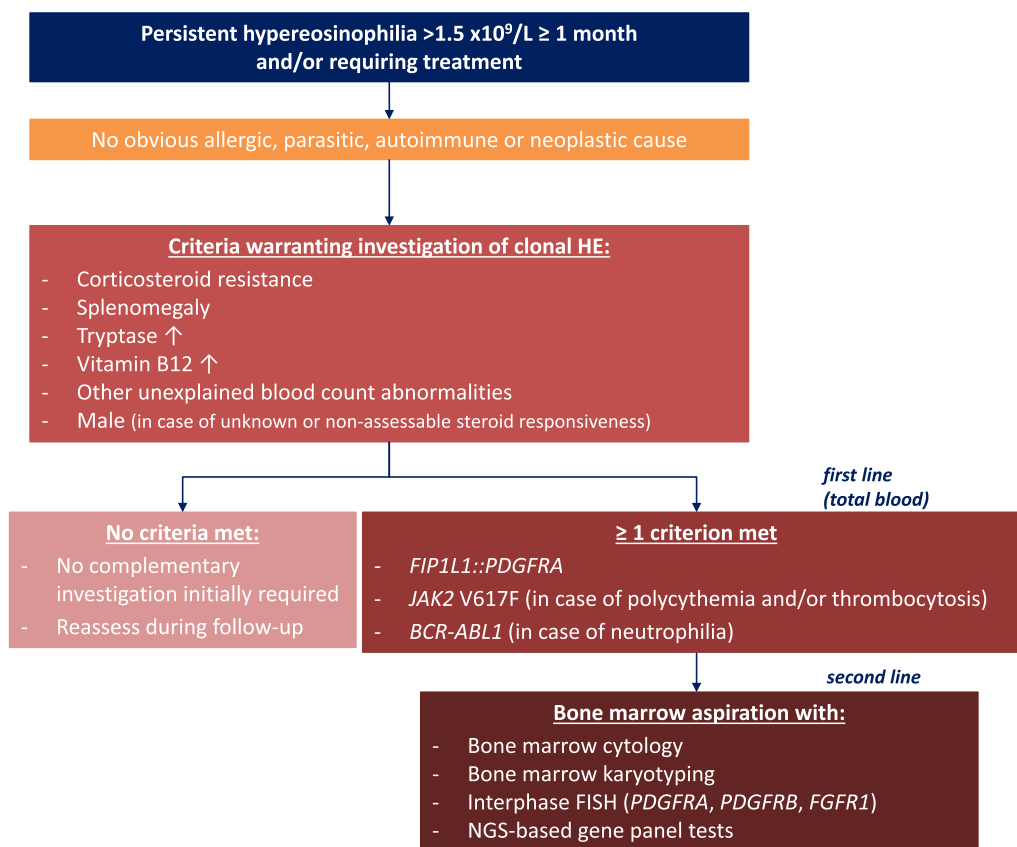 Persistent hypereosinophilia >1.5 x10⁹/L ≥ 1 month
and/or requiring treatment
No obvious allergic, parasitic, autoimmune or neoplastic cause
Criteria warranting investigation of clonal HE:
- Corticosteroid resistance
- Splenomegaly
- Tryptase ↑
- Vitamin B12 ↑
- Other unexplained blood count abnormalities
- Male (in case of unknown or non-assessable steroid responsiveness)
No criteria met:
- No complementary
investigation initially required
- Reassess during follow-up
first line
(total blood)
≥ 1 criterion met
- FIP1L1::PDGFRA
- JAK2 V617F (in case of polycythemia and/or thrombocytosis)
- BCR-ABL1 (in case of neutrophilia)
second line
Bone marrow aspiration with:
- Bone marrow cytology
- Bone marrow karyotyping
- Interphase FISH (PDGFRA, PDGFRB, FGFR1)
- NGS-based gene panel tests